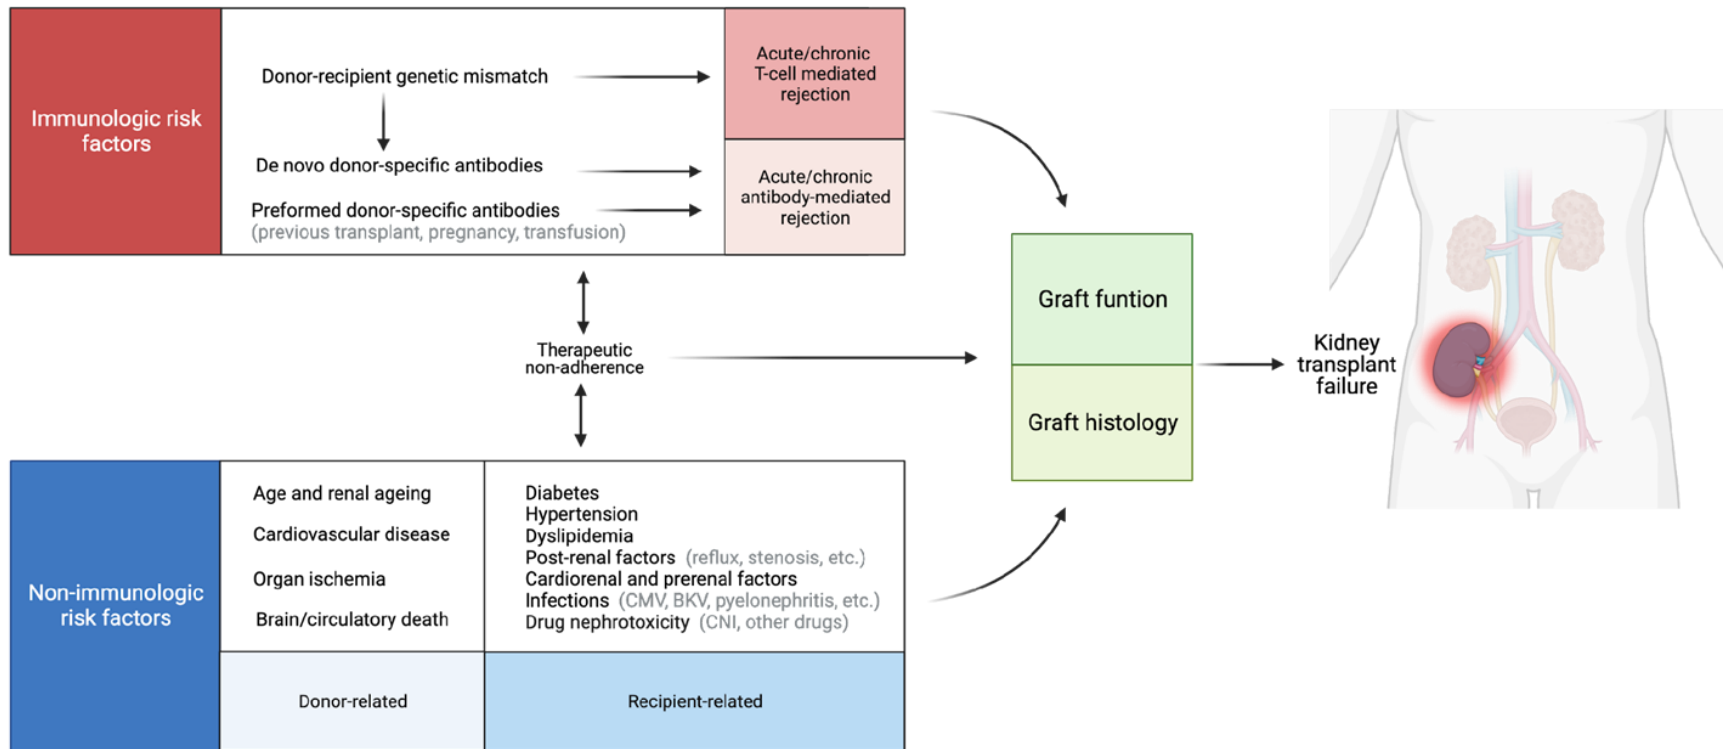 Immunologic risk
factors
Donor-recipient genetic mismatch
De novo donor-specific antibodies
Preformed donor-specific antibodies
(previous transplant, pregnancy, transfusion)
Acute/chronic
T-cell mediated
rejection
Acute/chronic
antibody-mediated
rejection
Therapeutic
non-adherence
Graft funtion
Graft histology
Kidney
transplant
failure
Non-immunologic
risk factors
Age and renal ageing
Cardiovascular disease
Organ ischemia
Brain/circulatory death
Donor-related
Diabetes
Hypertension
Dyslipidemia
Post-renal factors (reflux, stenosis, etc.)
Cardiorenal and prerenal factors
Infections (CMV, BKV, pyelonephritis, etc.)
Drug nephrotoxicity (CNI, other drugs)
Recipient-related